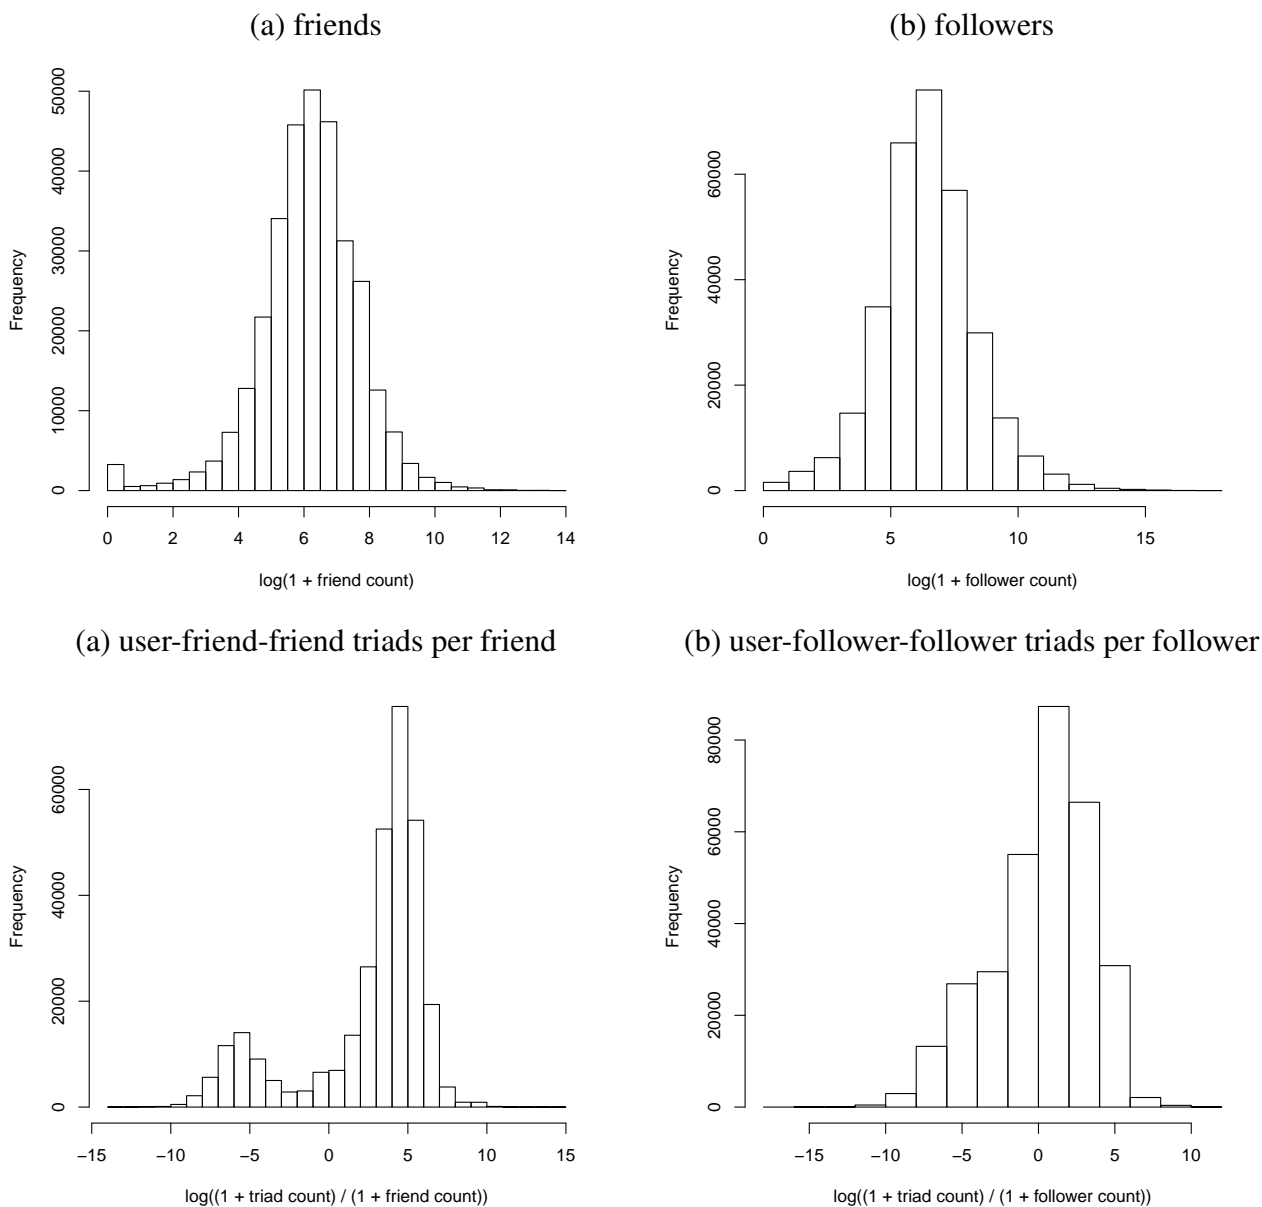 (a) friends
(b) followers
Frequency
50000
40000
30000
20000
10000
0
0 2 4 6 8 10 12 14
log(1 + friend count)
Frequency
60000
40000
20000
0
0 5 10 15
log(1 + follower count)
(a) user-friend-friend triads per friend
(b) user-follower-follower triads per follower
Frequency
60000
40000
20000
0
−15 −10 −5 0 5 10 15
log((1 + triad count) / (1 + friend count))
Frequency
80000
60000
40000
20000
0
−15 −10 −5 0 5 10
log((1 + triad count) / (1 + follower count))